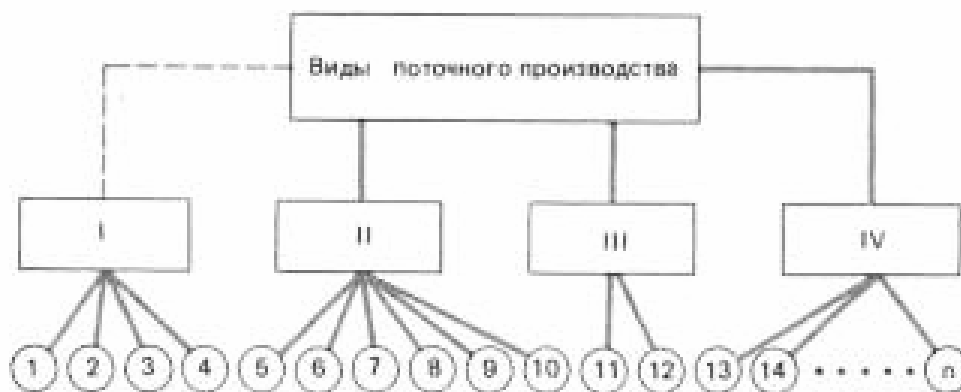 Виды поточного производства
I II III IV
1 2 3 4 5 6 7 8 9 10 11 12 13 14 . . . . . n